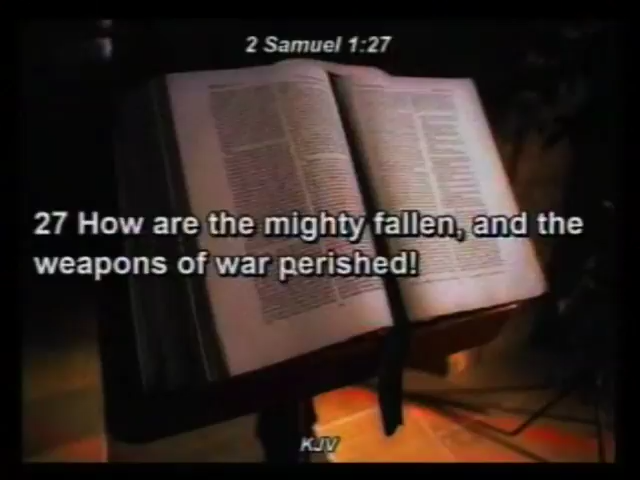 2 Samuel 1:27
27 How are the mighty fallen, and the
weapons of war perished!
KJV